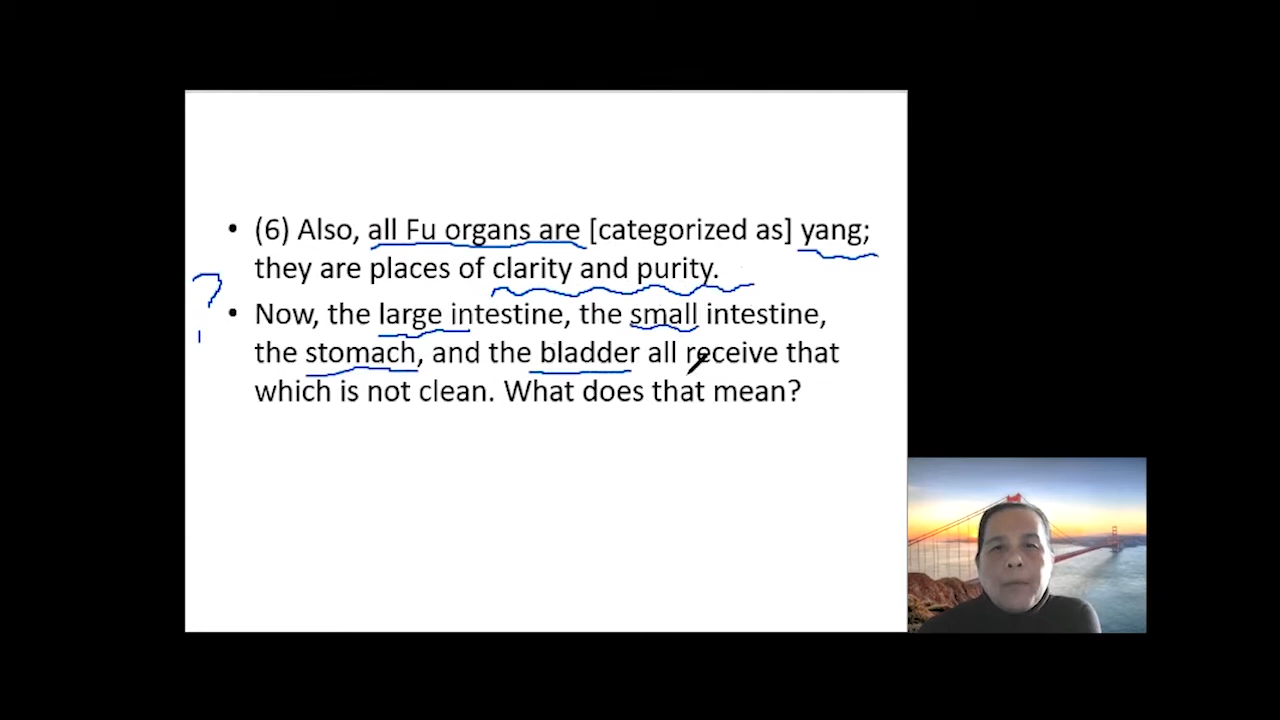 • (6) Also, all Fu organs are [categorized as] yang;
they are places of clarity and purity.
?
• Now, the large intestine, the small intestine,
the stomach, and the bladder all receive that
which is not clean. What does that mean?